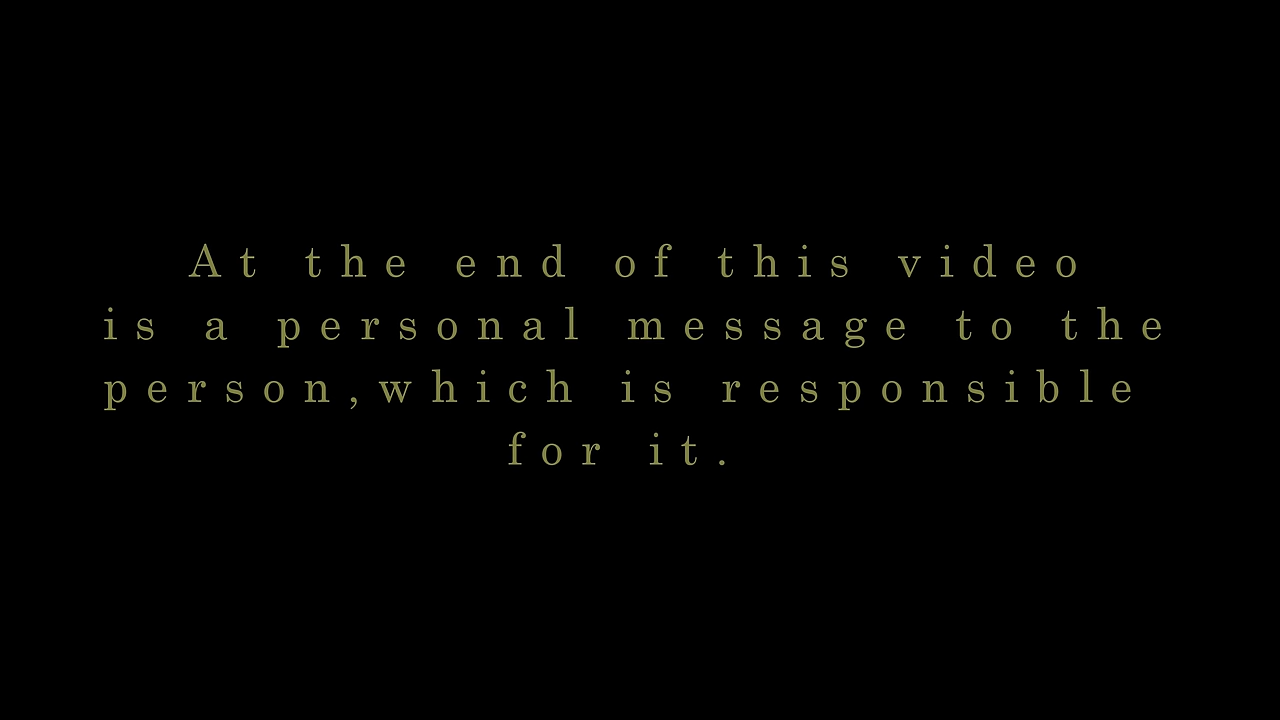 At the end of this video
is a personal message to the
person,which is responsible
for it.